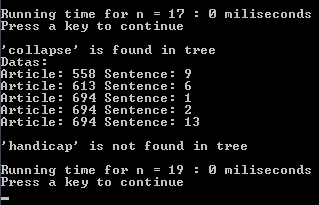 Running time for n = 17 : 0 miliseconds
Press a key to continue
'collapse' is found in tree
Datas:
Article: 558 Sentence: 9
Article: 613 Sentence: 6
Article: 694 Sentence: 1
Article: 694 Sentence: 2
Article: 694 Sentence: 13
'handicap' is not found in tree
Running time for n = 19 : 0 miliseconds
Press a key to continue